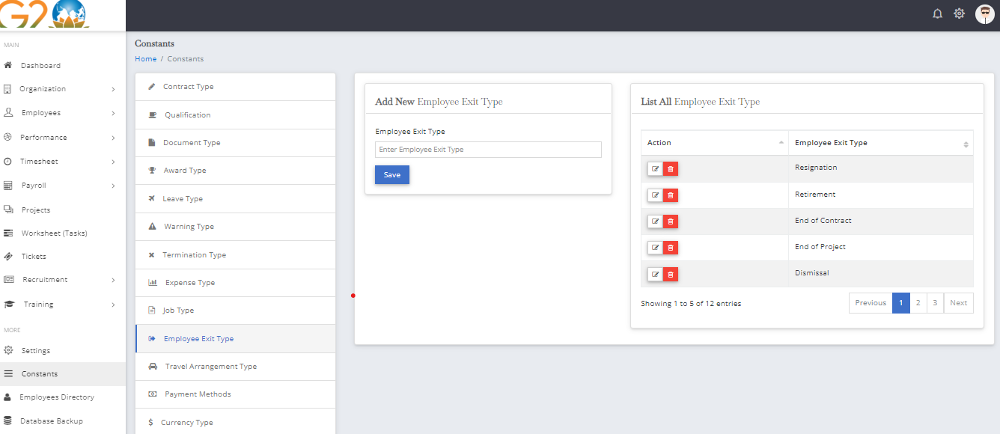 G2
MAIN
Dashboard
Organization
Employees
Performance
Timesheet
Payroll
Projects
Worksheet (Tasks)
Tickets
Recruitment
Training
MORE
Settings
Constants
Employees Directory
Database Backup
Constants
Home / Constants
Contract Type
Qualification
Document Type
Award Type
Leave Type
Warning Type
Termination Type
Expense Type
Job Type
Employee Exit Type
Travel Arrangement Type
Payment Methods
$ Currency Type
Add New Employee Exit Type
Employee Exit Type
Enter Employee Exit Type
Save
List All Employee Exit Type
Action Employee Exit Type
Resignation
Retirement
End of Contract
End of Project
Dismissal
Showing 1 to 5 of 12 entries
Previous 1 2 3 Next